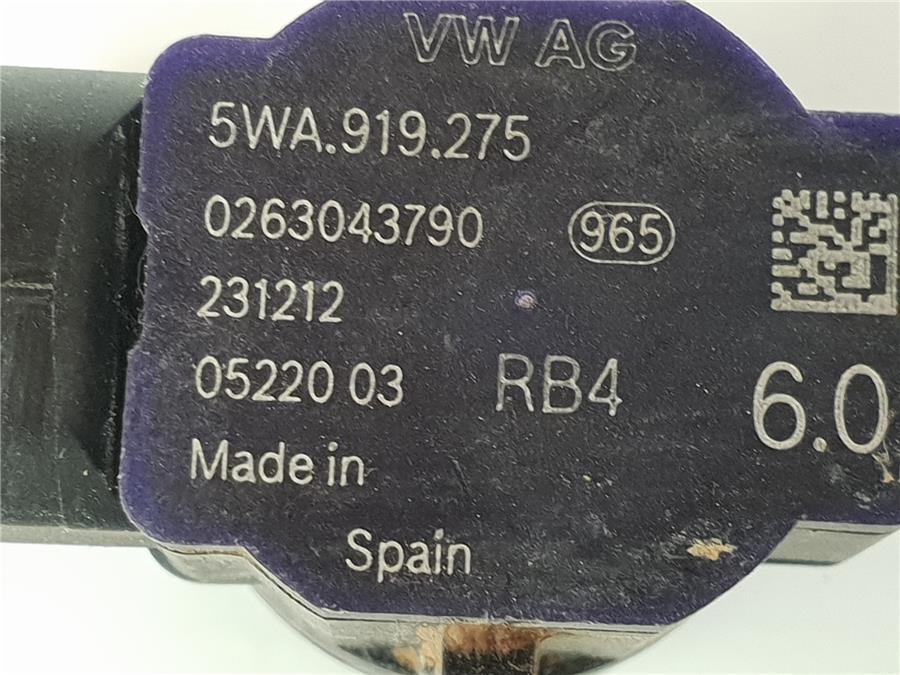 VW AG
5WA.919.275
0263043790 965
231212
05220 03 RB4 6.0
Made in
Spain